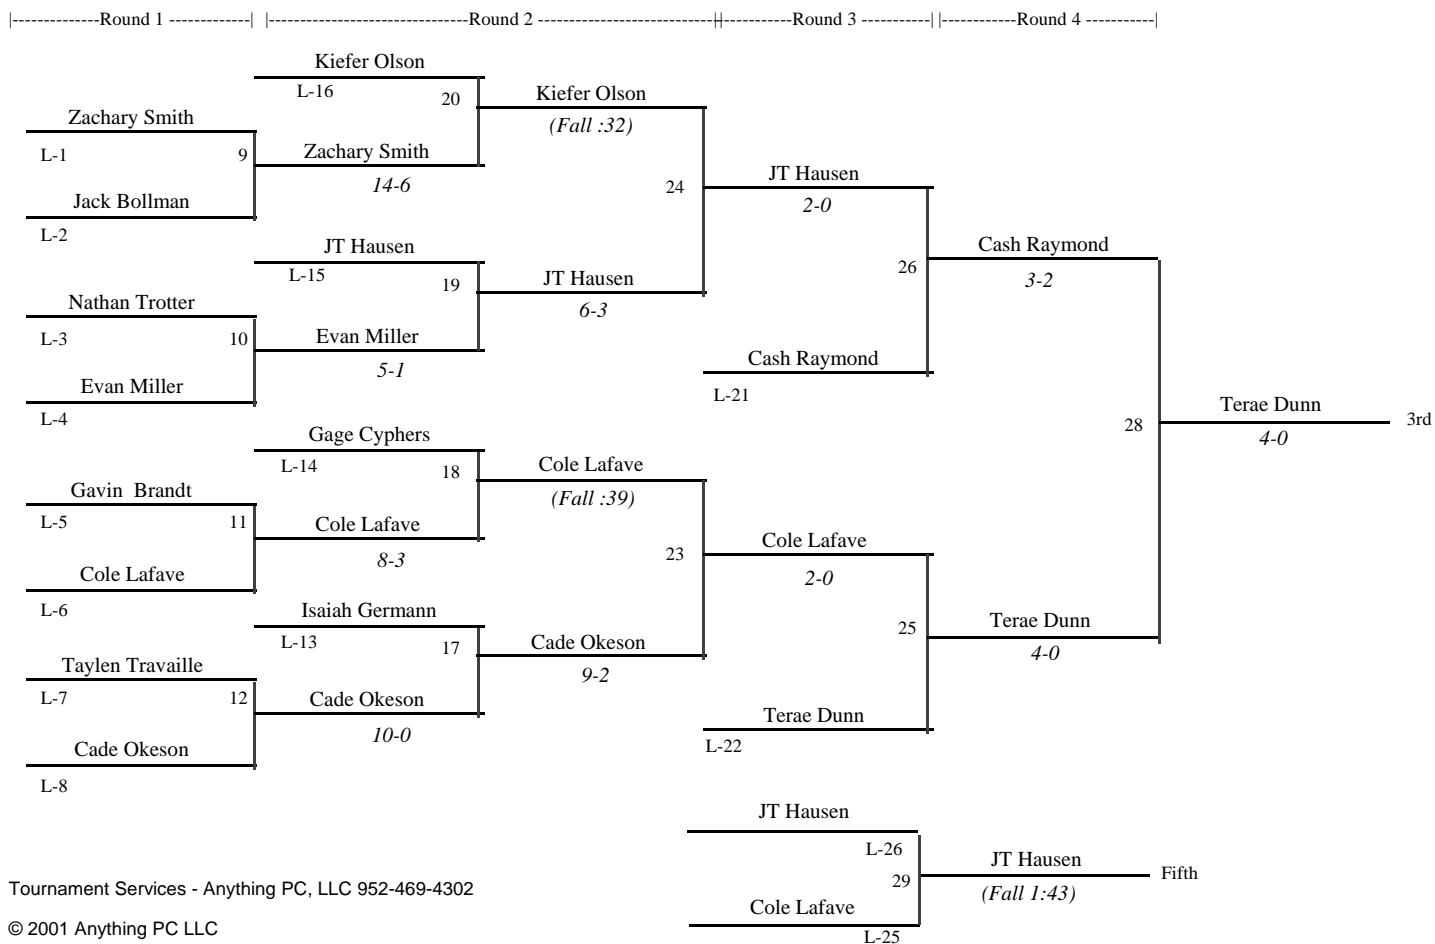 |--------------Round 1 -------------| |--------------------------------Round 2 -----------------------------||-----------Round 3 -----------| |------------Round 4 -----------|
Kiefer Olson
L-16 20 Kiefer Olson
Zachary Smith (Fall :32)
L-1 9 Zachary Smith
14-6 24 JT Hausen
Jack Bollman 2-0
L-2
JT Hausen Cash Raymond
L-15 19 JT Hausen 26 3-2
Nathan Trotter 6-3
L-3 10 Evan Miller
5-1 Cash Raymond
Evan Miller L-21
L-4 Terae Dunn 3rd
Gage Cyphers 28 4-0
L-14 18 Cole Lafave
Gavin  Brandt (Fall :39)
L-5 11 Cole Lafave
8-3 23 Cole Lafave
Cole Lafave 2-0
L-6
Isaiah Germann 25 Terae Dunn
L-13 17 Cade Okeson 4-0
Taylen Travaille 9-2
L-7 12 Cade Okeson
10-0 Terae Dunn
Cade Okeson L-22
L-8
JT Hausen
L-26
29 JT Hausen Fifth
Tournament Services - Anything PC, LLC 952-469-4302 (Fall 1:43)
Cole Lafave
© 2001 Anything PC LLC L-25